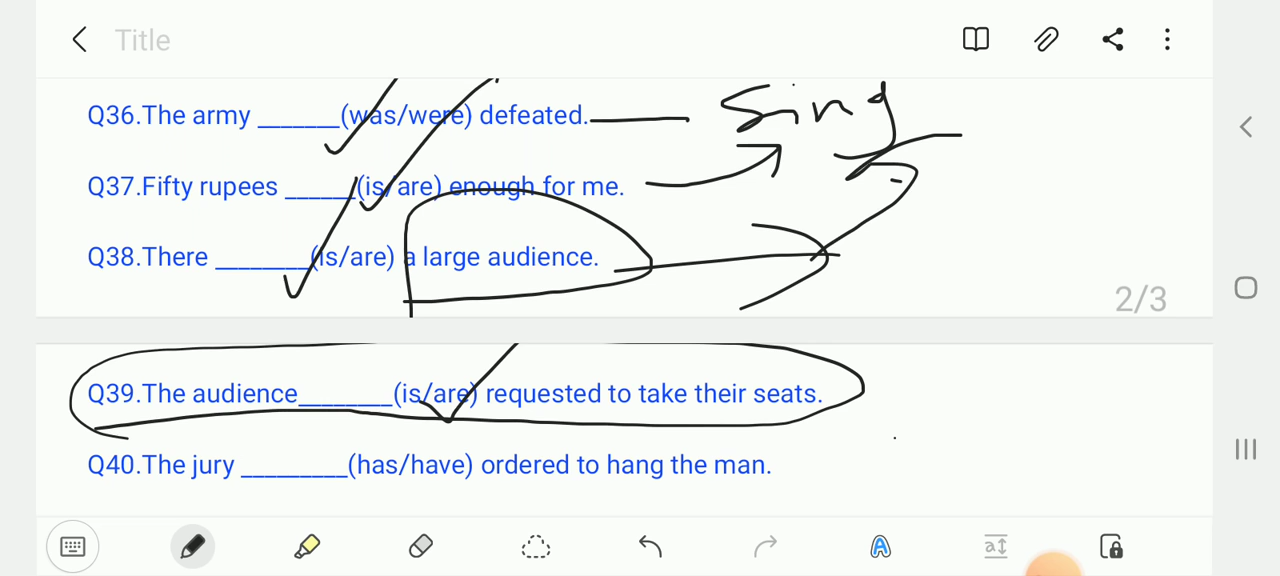 Title
Q36.The army _______(was/were) defeated.
Sing
Q37.Fifty rupees ______(is/are) enough for me.
Q38.There ________(is/are) a large audience.
2/3
Q39.The audience________(is/are) requested to take their seats.
Q40.The jury _________(has/have) ordered to hang the man.